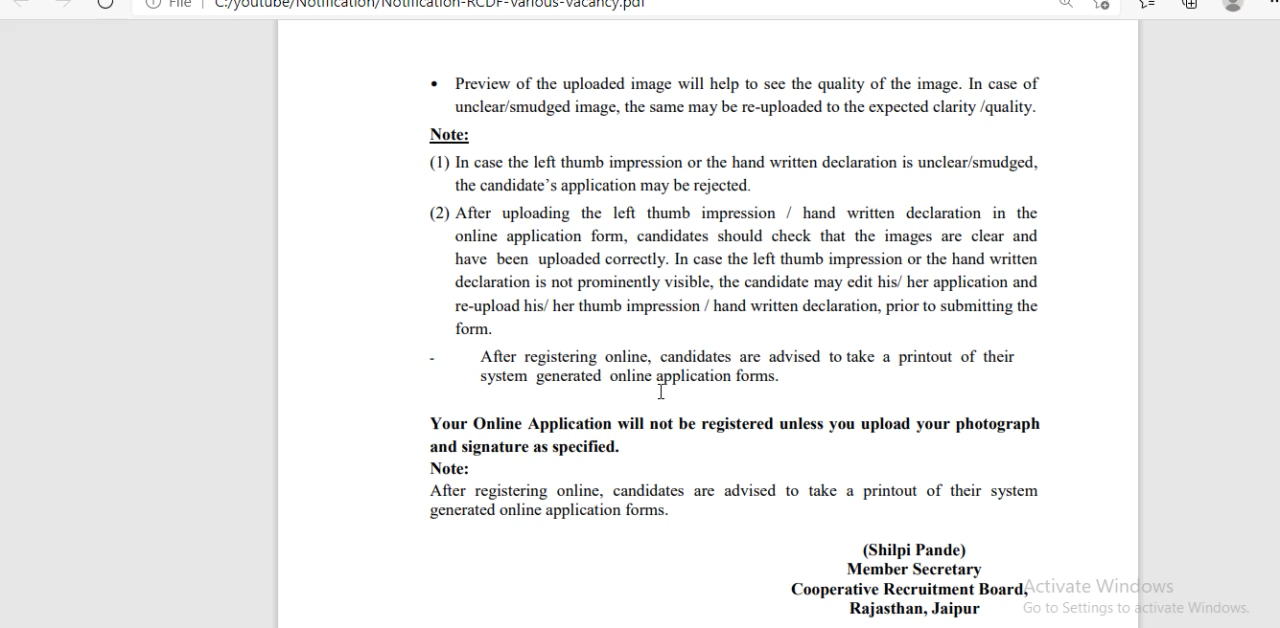 File | C:/youtube/Notification/Notification-RCDF-Various-Vacancy.pdf
• Preview of the uploaded image will help to see the quality of the image. In case of
unclear/smudged image, the same may be re-uploaded to the expected clarity /quality.
Note:
(1) In case the left thumb impression or the hand written declaration is unclear/smudged,
the candidate’s application may be rejected.
(2) After uploading the left thumb impression / hand written declaration in the
online application form, candidates should check that the images are clear and
have been uploaded correctly. In case the left thumb impression or the hand written
declaration is not prominently visible, the candidate may edit his/ her application and
re-upload his/ her thumb impression / hand written declaration, prior to submitting the
form.
- After registering online, candidates are advised to take a printout of their
system generated online application forms.
Your Online Application will not be registered unless you upload your photograph
and signature as specified.
Note:
After registering online, candidates are advised to take a printout of their system
generated online application forms.
(Shilpi Pande)
Member Secretary
Cooperative Recruitment Board,
Rajasthan, Jaipur
Activate Windows
Go to Settings to activate Windows.